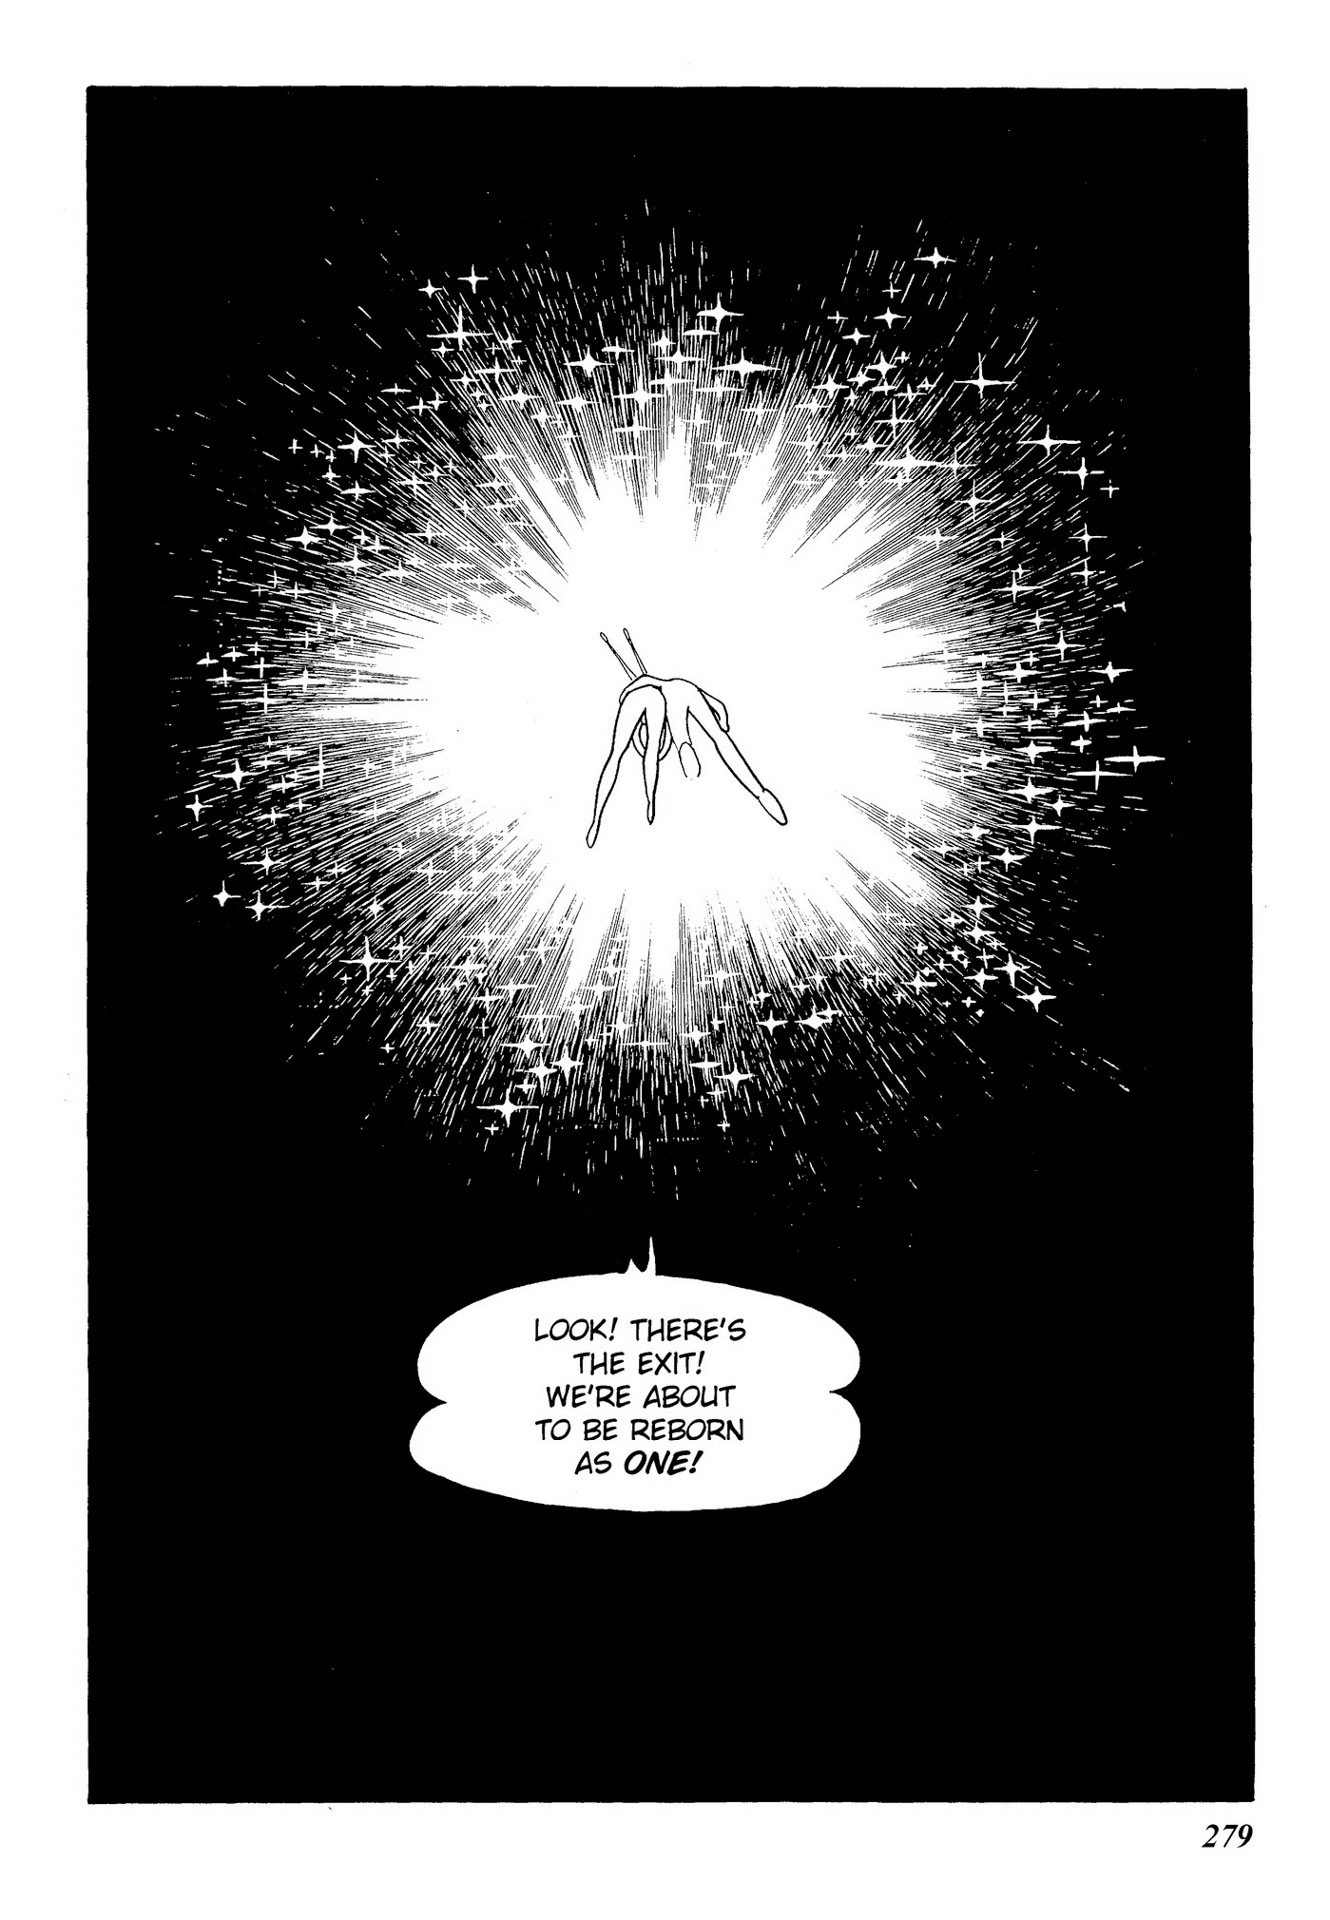 LOOK! THERE'S
THE EXIT!
WE'RE ABOUT
TO BE REBORN
AS ONE!
279